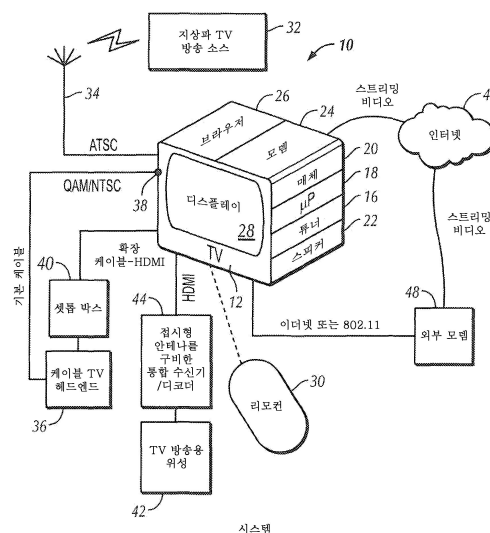 지상파 TV
방송 소스
32
10
34
26
24
스트리밍
비디오
브라우저
모뎀
인터넷
4
ATSC
20
QAM/NTSC
38
매체
18
디스플레이
28
μP
16
튜너
22
스피커
스트리밍
비디오
TV
12
기본 케이블
확장
케이블-HDMI
HDMI
40
셋톱 박스
44
48
이더넷 또는 802.11
외부 모뎀
접시형
안테나를
구비한
통합 수신기
/디코더
케이블 TV
헤드엔드
36
30
리모컨
TV 방송용
위성
42
시스템